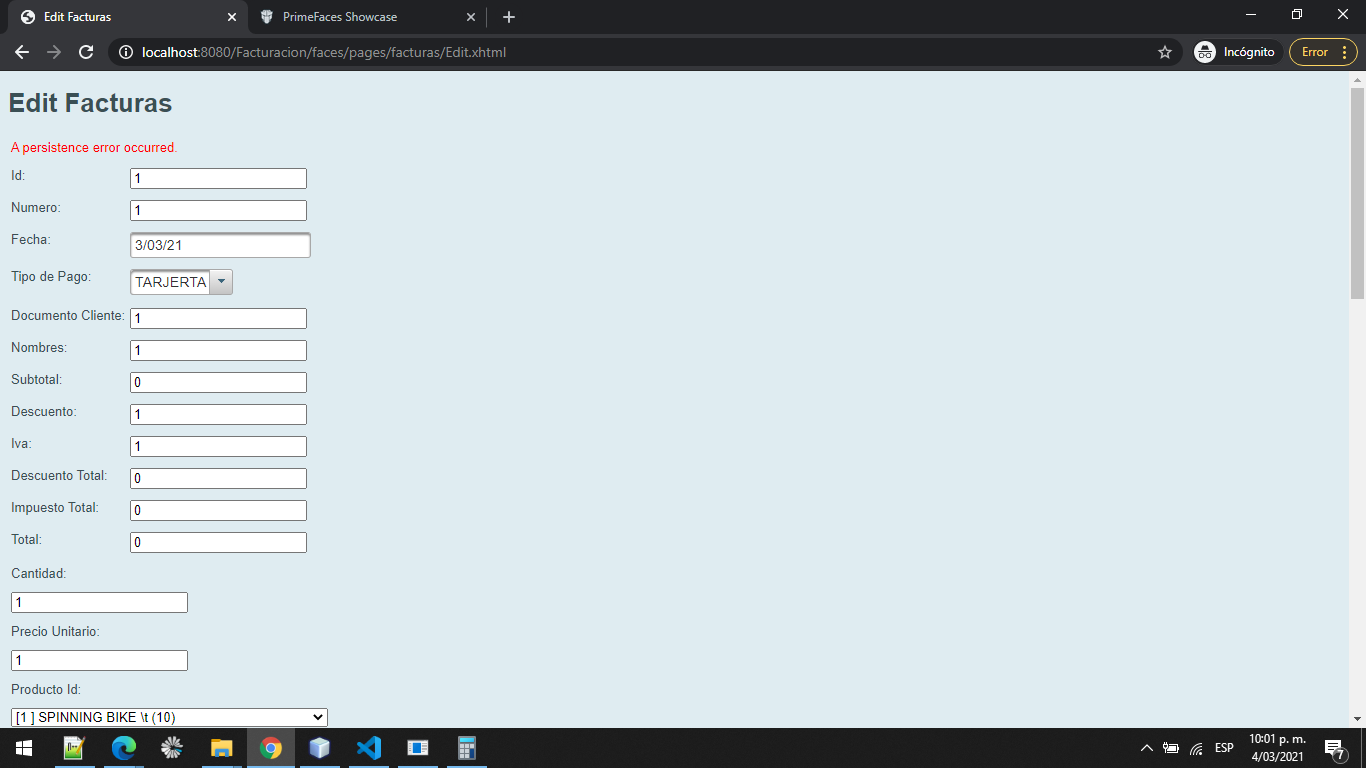 Edit Facturas
PrimeFaces Showcase
localhost:8080/Facturacion/faces/pages/facturas/Edit.xhtml
Incógnito
Error
Edit Facturas
A persistence error occurred.
Id: 1
Numero: 1
Fecha: 3/03/21
Tipo de Pago: TARJERTA
Documento Cliente: 1
Nombres: 1
Subtotal: 0
Descuento: 1
Iva: 1
Descuento Total: 0
Impuesto Total: 0
Total: 0
Cantidad:
1
Precio Unitario:
1
Producto Id:
[1 ] SPINNING BIKE \t (10)
ESP
10:01 p. m.
4/03/2021
7